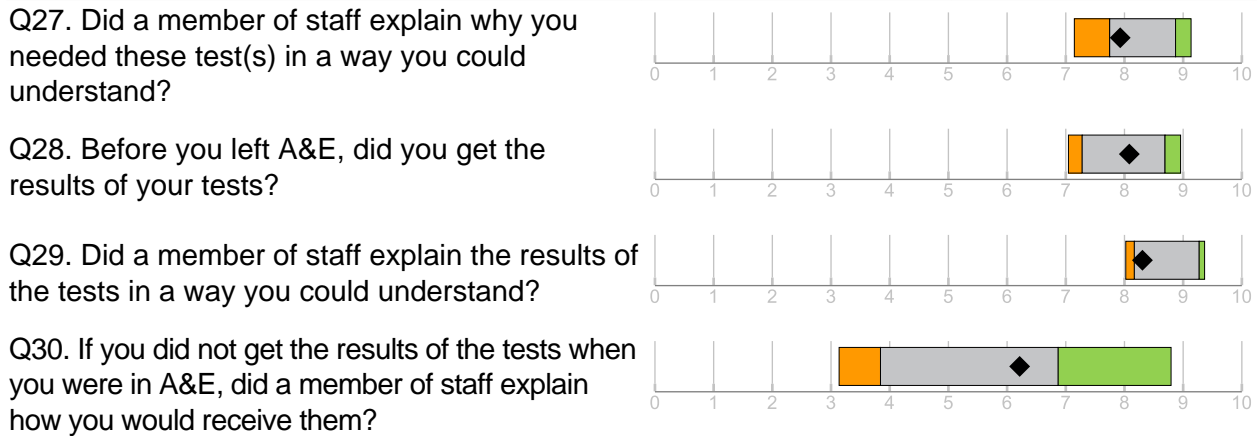 Q27. Did a member of staff explain why you
needed these test(s) in a way you could
understand?
0 1 2 3 4 5 6 7 8 9 10
Q28. Before you left A&E, did you get the
results of your tests?
0 1 2 3 4 5 6 7 8 9 10
Q29. Did a member of staff explain the results of
the tests in a way you could understand?
0 1 2 3 4 5 6 7 8 9 10
Q30. If you did not get the results of the tests when
you were in A&E, did a member of staff explain
how you would receive them?
0 1 2 3 4 5 6 7 8 9 10